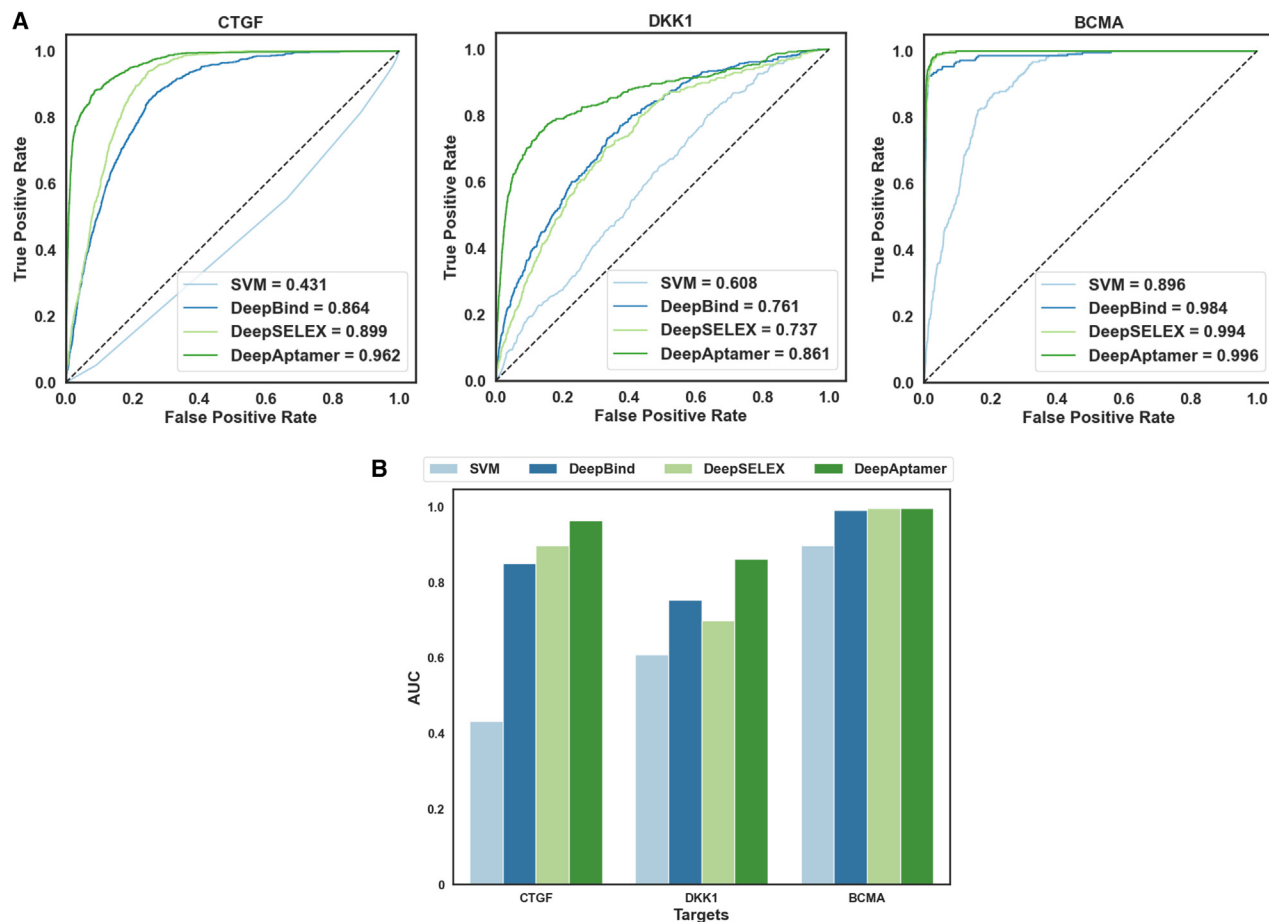 A
CTGF
True Positive Rate
1.0
0.8
0.6
0.4
0.2
0.0
0.0 0.2 0.4 0.6 0.8 1.0
False Positive Rate
SVM = 0.431
DeepBind = 0.864
DeepSELEX = 0.899
DeepAptamer = 0.962
DKK1
True Positive Rate
1.0
0.8
0.6
0.4
0.2
0.0
0.0 0.2 0.4 0.6 0.8 1.0
False Positive Rate
SVM = 0.608
DeepBind = 0.761
DeepSELEX = 0.737
DeepAptamer = 0.861
BCMA
True Positive Rate
1.0
0.8
0.6
0.4
0.2
0.0
0.0 0.2 0.4 0.6 0.8 1.0
False Positive Rate
SVM = 0.896
DeepBind = 0.984
DeepSELEX = 0.994
DeepAptamer = 0.996
B
SVM DeepBind DeepSELEX DeepAptamer
AUC
1.0
0.8
0.6
0.4
0.2
0
CTGF DKK1 BCMA
Targets